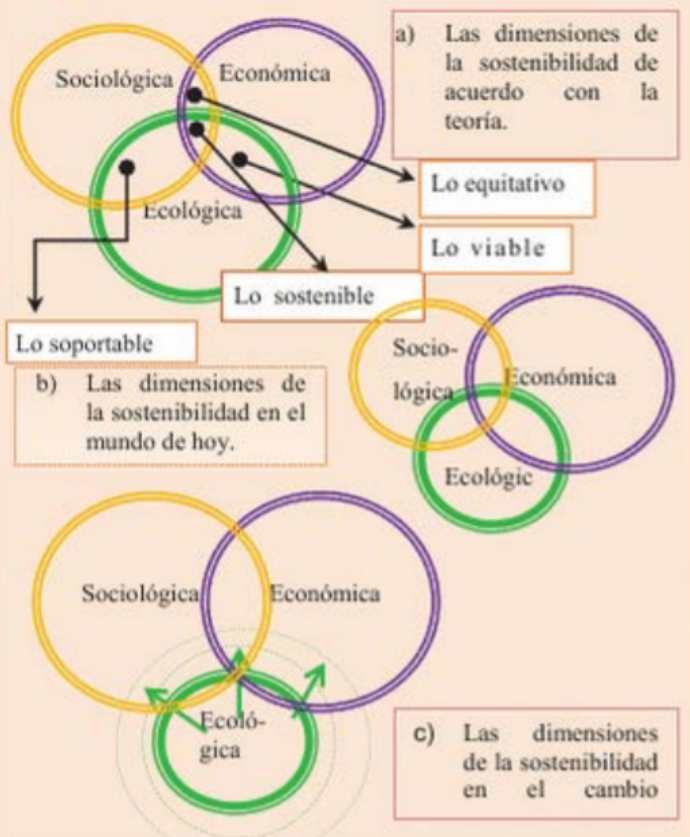 Sociológica
Económica
Ecológica
a) Las dimensiones de
la sostenibilidad de
acuerdo con la
teoría.
Lo equitativo
Lo viable
Lo sostenible
Lo soportable
b) Las dimensiones de
la sostenibilidad en el
mundo de hoy.
Socio-
lógica
Económica
Ecológic
Sociológica
Económica
Ecoló-
gica
c) Las dimensiones
de la sostenibilidad
en el cambio